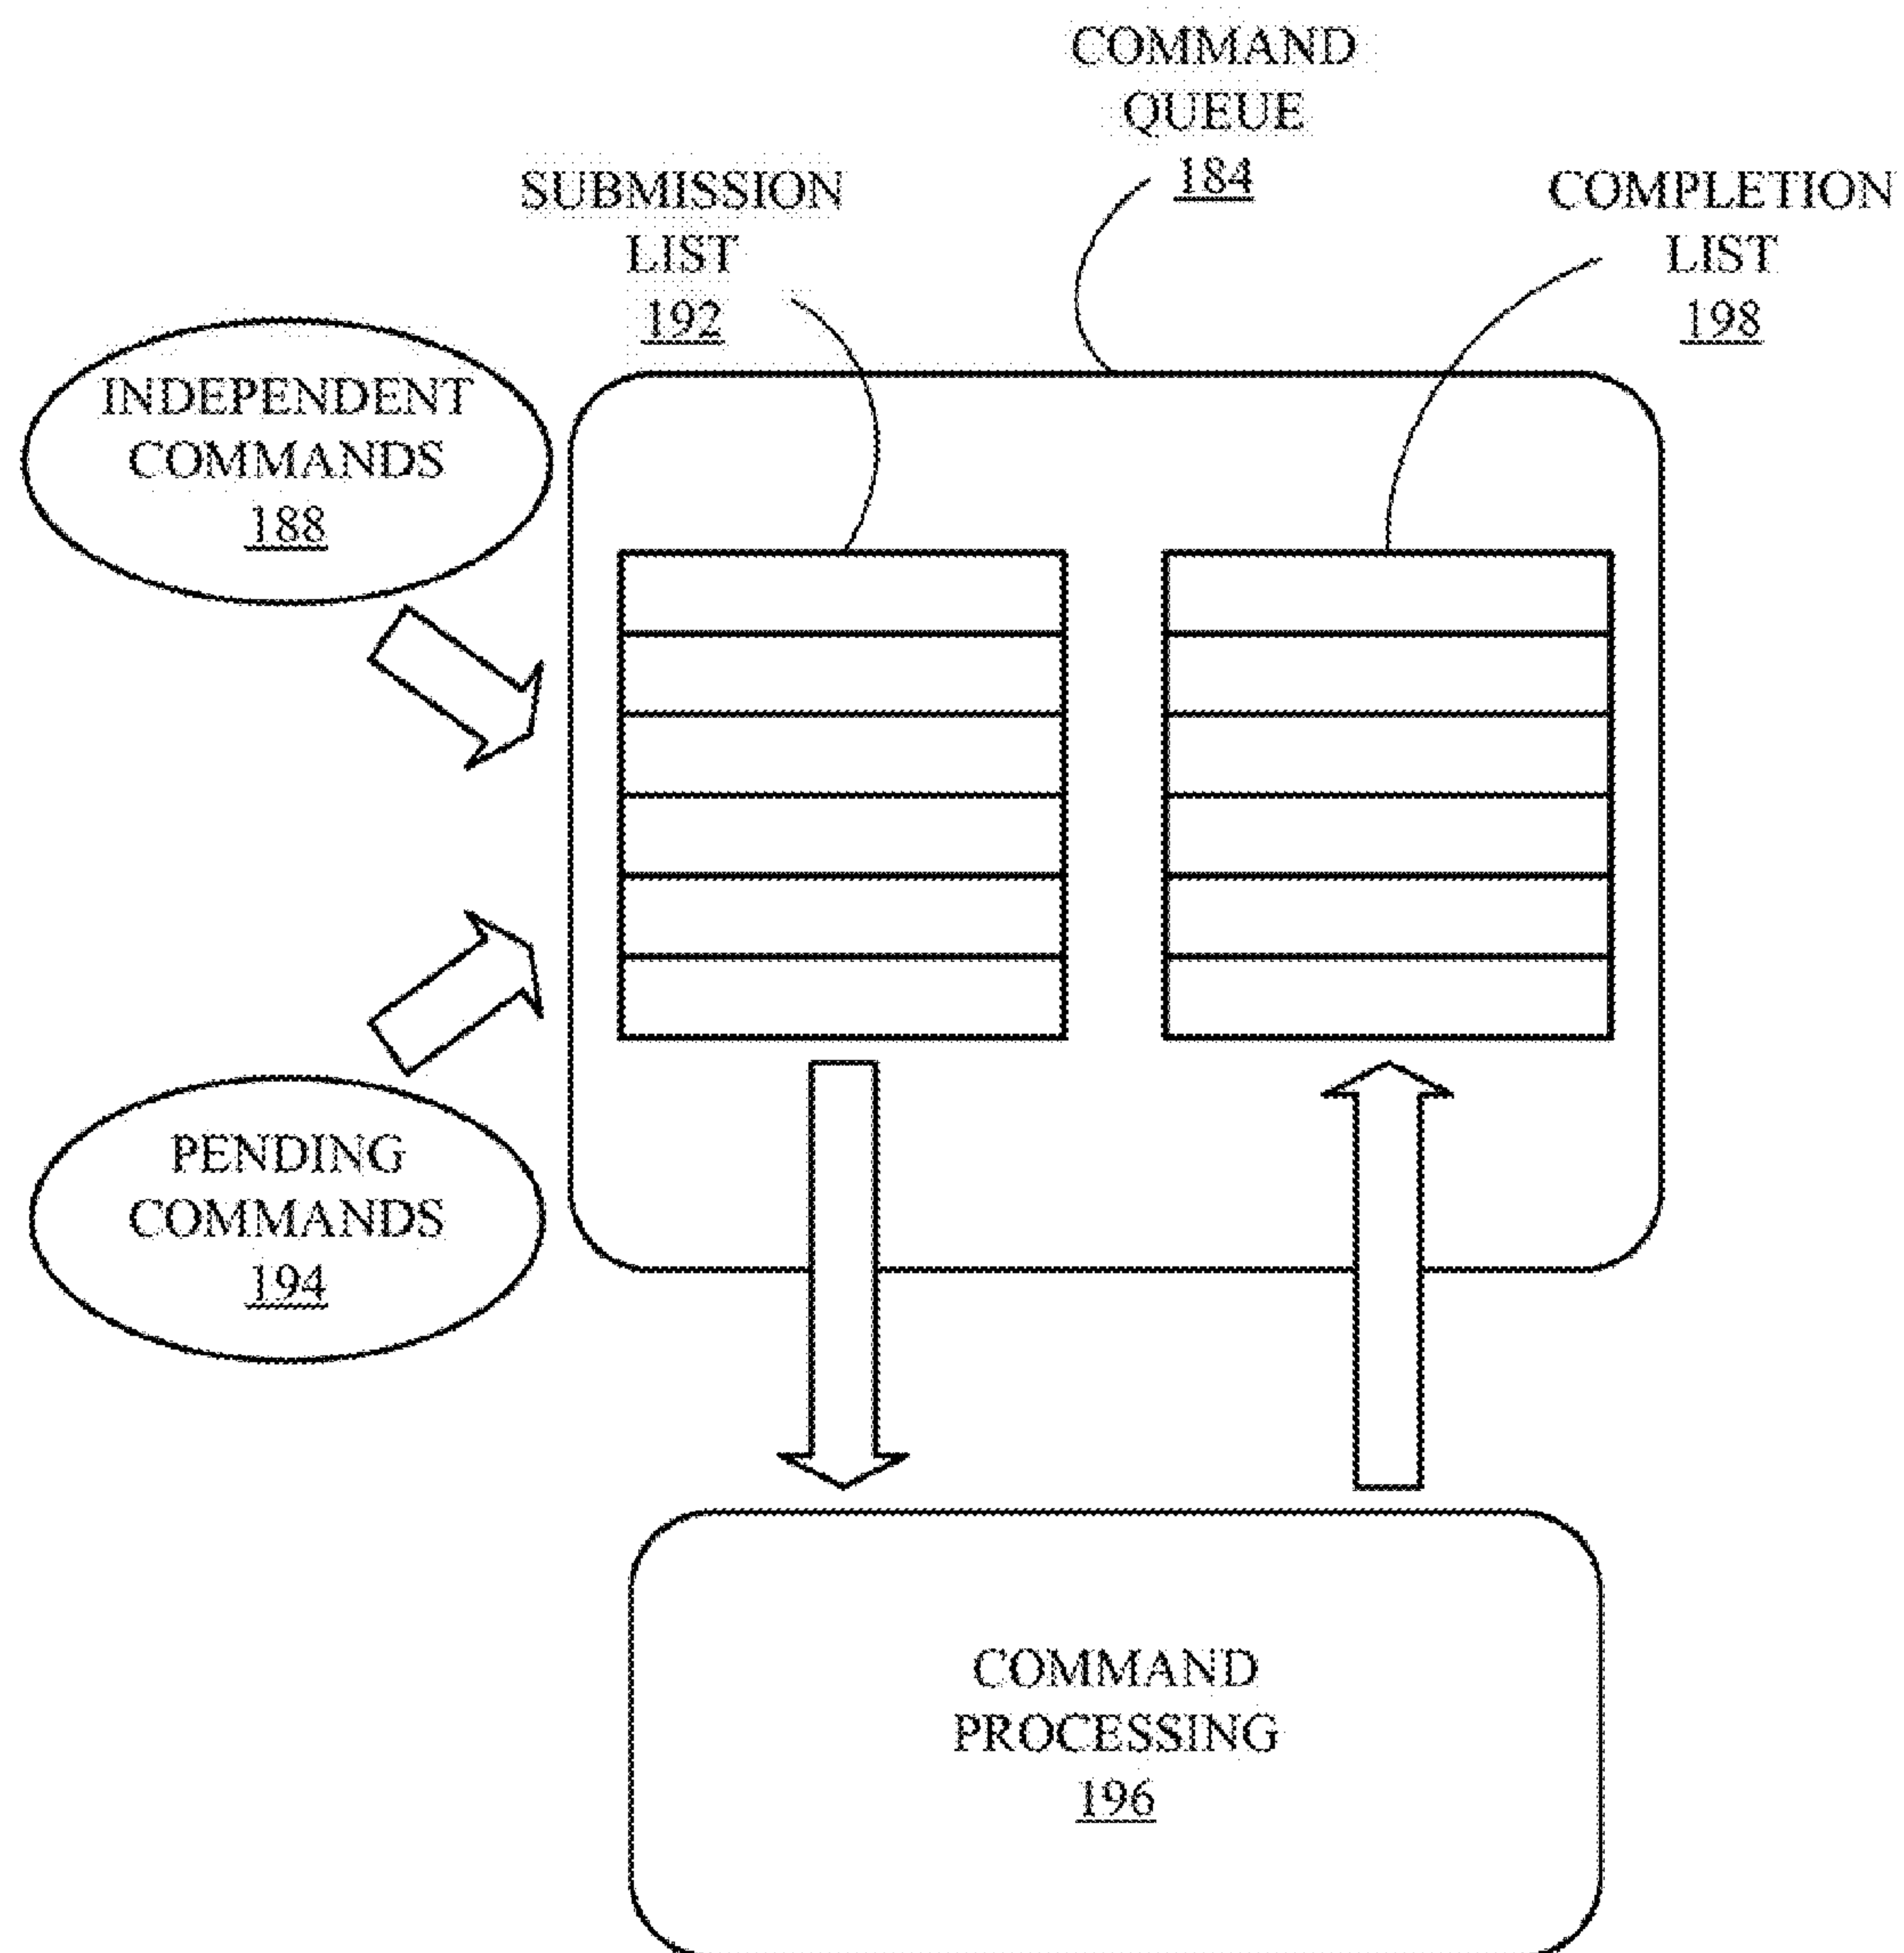 COMMAND
QUEUE
184
SUBMISSION
LIST
192
COMPLETION
LIST
198
INDEPENDENT
COMMANDS
188
PENDING
COMMANDS
194
COMMAND
PROCESSING
196